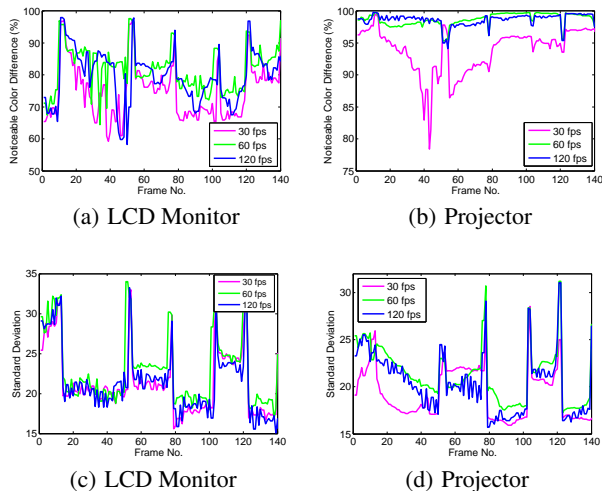 Noticeable Color Difference (%)
100
90
80
70
60
50
0 20 40 60 80 100 120 140
Frame No.
30 fps
60 fps
120 fps
(a) LCD Monitor
Noticeable Color Difference (%)
100
95
90
85
80
75
0 20 40 60 80 100 120 140
Frame No.
30 fps
60 fps
120 fps
(b) Projector
Standard Deviation
35
30
25
20
15
0 20 40 60 80 100 120 140
Frame No.
30 fps
60 fps
120 fps
(c) LCD Monitor
Standard Deviation
30
25
20
15
0 20 40 60 80 100 120 140
Frame No.
30 fps
60 fps
120 fps
(d) Projector